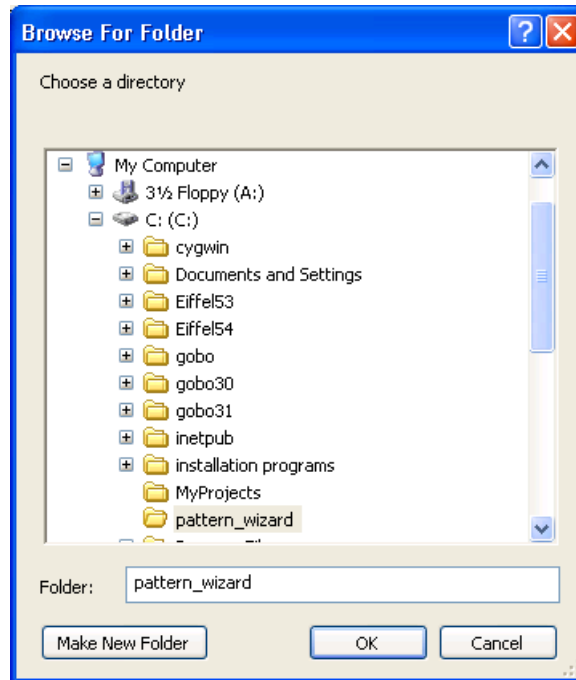 Browse For Folder
Choose a directory
My Computer
3½ Floppy (A:)
C: (C:)
cygwin
Documents and Settings
Eiffel53
Eiffel54
gobo
gobo30
gobo31
inetpub
installation programs
MyProjects
pattern_wizard
Folder: pattern_wizard
Make New Folder OK Cancel